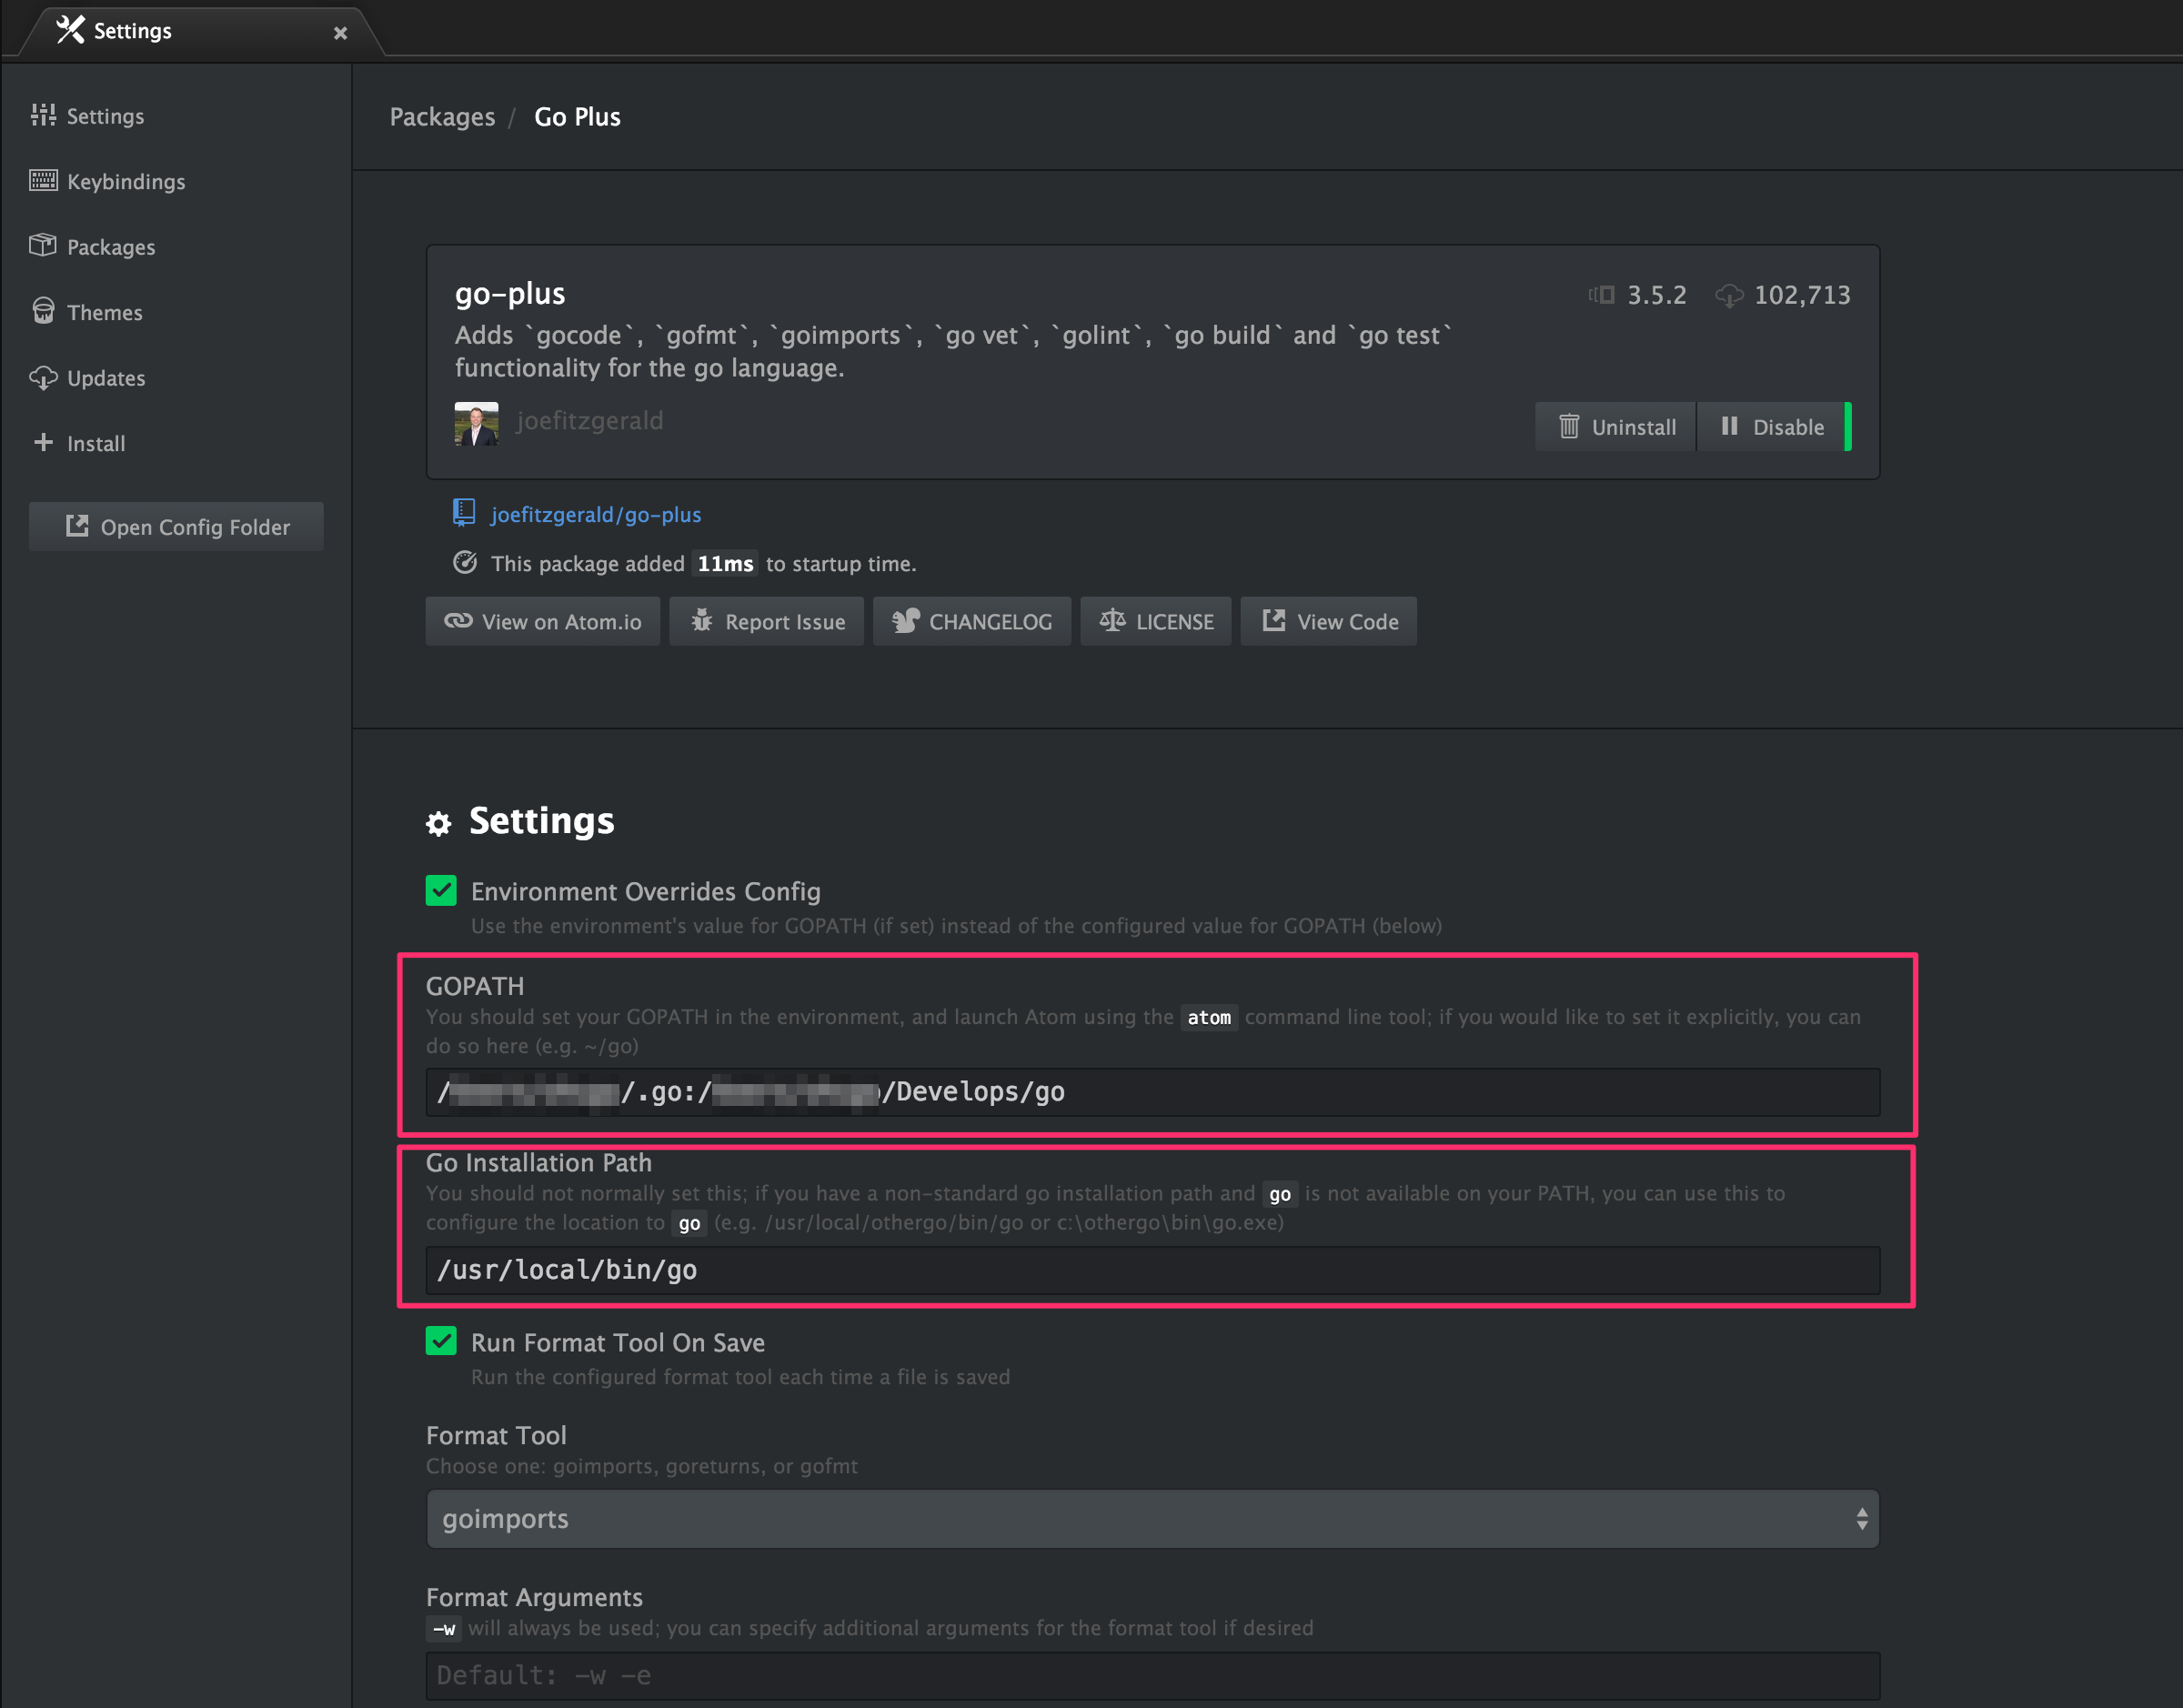 Settings
Settings
Keybindings
Packages
Themes
Updates
Install
Open Config Folder
Packages / Go Plus
go-plus
3.5.2 102,713
Adds `gocode`, `gofmt`, `goimports`, `go vet`, `golint`, `go build` and `go test`
functionality for the go language.
joefitzgerald
Uninstall Disable
joefitzgerald/go-plus
This package added 11ms to startup time.
View on Atom.io Report Issue CHANGELOG LICENSE View Code
Settings
Environment Overrides Config
Use the environment's value for GOPATH (if set) instead of the configured value for GOPATH (below)
GOPATH
You should set your GOPATH in the environment, and launch Atom using the atom command line tool; if you would like to set it explicitly, you can
do so here (e.g. ~/go)
/ /.go:/ /Develops/go
Go Installation Path
You should not normally set this; if you have a non-standard go installation path and go is not available on your PATH, you can use this to
configure the location to go (e.g. /usr/local/othergo/bin/go or c:\othergo\bin\go.exe)
/usr/local/bin/go
Run Format Tool On Save
Run the configured format tool each time a file is saved
Format Tool
Choose one: goimports, goreturns, or gofmt
goimports
Format Arguments
-w will always be used; you can specify additional arguments for the format tool if desired
Default: -w -e